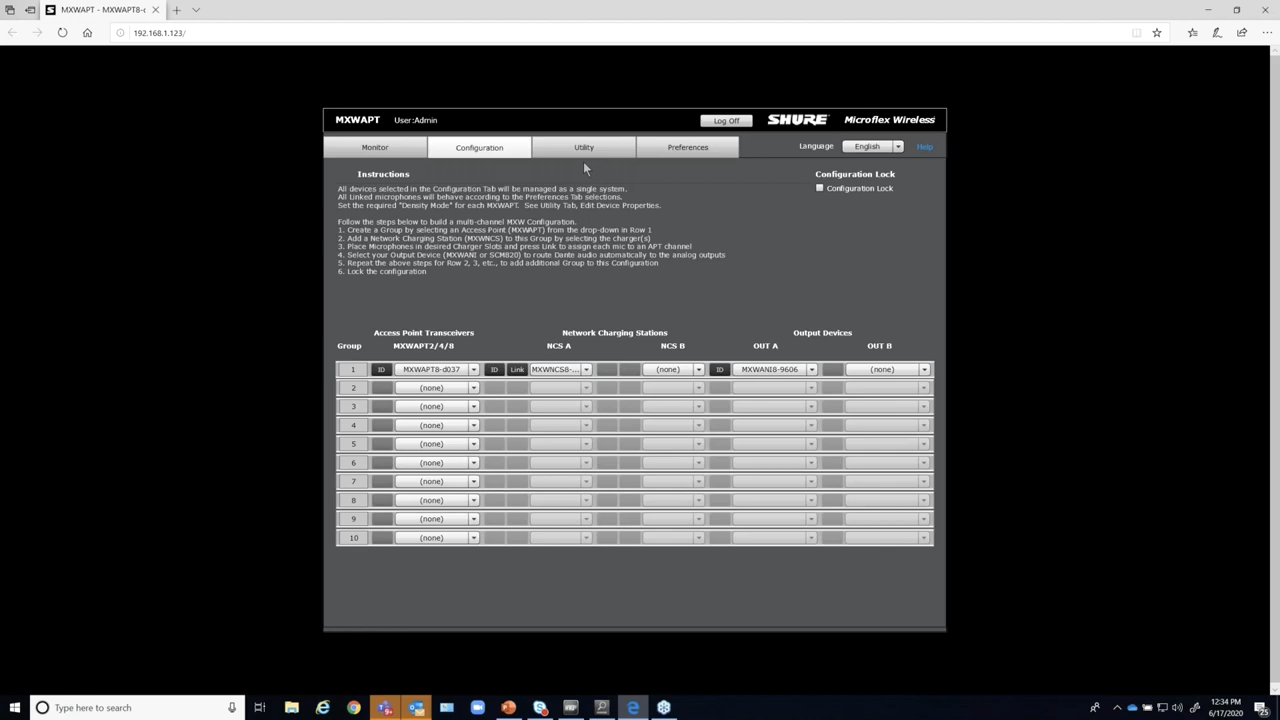 MXWAPT - MXWAPT8-
192.168.1.123/
MXWAPT User:Admin Log Off SHURE Microflex Wireless
Monitor Configuration Utility Preferences Language English Help
Instructions Configuration Lock
All devices selected in the Configuration Tab will be managed as a single system. Configuration Lock
All Linked microphones will behave according to the Preferences Tab selections.
Set the required "Density Mode" for each MXWAPT. See Utility Tab, Edit Device Properties.
Follow the steps below to build a multi-channel MXW Configuration.
1. Create a Group by selecting an Access Point (MXWAPT) from the drop-down in Row 1
2. Add a Network Charging Station (MXWNCS) to this Group by selecting the charger(s)
3. Place Microphones in desired Charger Slots and press Link to assign each mic to an APT channel
4. Select your Output Device (MXWANI or SCM820) to route Dante audio automatically to the analog outputs
5. Repeat the above steps for Row 2, 3, etc., to add additional Group to this Configuration
6. Lock the configuration
Access Point Transceivers Network Charging Stations Output Devices
Group MXWAPT2/4/8 NCS A NCS B OUT A OUT B
1 ID MXWAPT8-d037 ID Link MXWNCS8-... (none) ID MXWANI8-9606 (none)
2 (none)
3 (none)
4 (none)
5 (none)
6 (none)
7 (none)
8 (none)
9 (none)
10 (none)
Type here to search
12:34 PM
6/17/2020
25